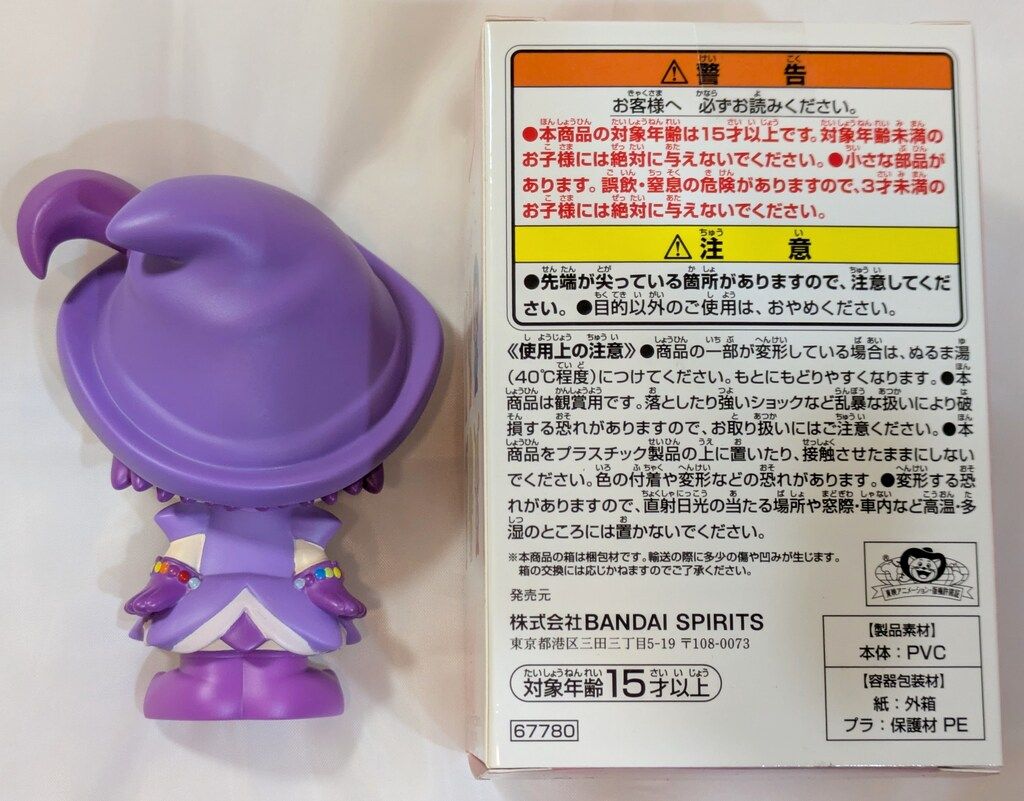 ⚠警告
お客様へ 必ずお読みください。
●本商品の対象年齢は15才以上です。対象年齢未満の
お子様には絶対に与えないでください。●小さな部品が
あります。誤飲・窒息の危険がありますので、3才未満の
お子様には絶対に与えないでください。
⚠注意
●先端が尖っている箇所がありますので、注意してくだ
さい。●目的以外のご使用は、おやめください。
《使用上の注意》●商品の一部が変形している場合は、ぬるま湯
(40℃程度)につけてください。もとにもどりやすくなります。●本
商品は観賞用です。落としたり強いショックなど乱暴な扱いにより破
損する恐れがありますので、お取り扱いにはご注意ください。●本
商品をプラスチック製品の上に置いたり、接触させたままにしない
でください。色の付着や変形などの恐れがあります。●変形する恐
れがありますので、直射日光の当たる場所や窓際・車内など高温・多
湿のところには置かないでください。
※本商品の箱は梱包材です。輸送の際に多少の傷や凹みが生じます。
箱の交換には応じかねますのでご了承ください。
発売元
株式会社BANDAI SPIRITS
東京都港区三田三丁目5-19 〒108-0073
対象年齢15才以上
67780
東映アニメーション・版権許諾証
【製品素材】
本体：PVC
【容器包装材】
紙：外箱
プラ：保護材 PE